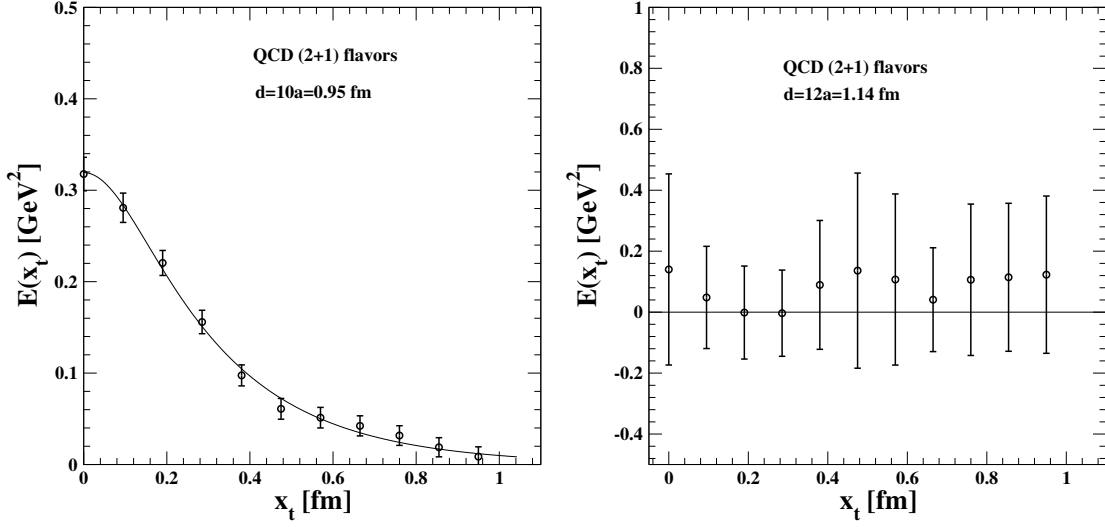 0.5
0.4
0.3
0.2
0.1
0
E(x_t) [GeV^2]
QCD (2+1) flavors
d=10a=0.95 fm
0 0.2 0.4 0.6 0.8 1
x_t [fm]
1
0.8
0.6
0.4
0.2
0
-0.2
-0.4
E(x_t) [GeV^2]
QCD (2+1) flavors
d=12a=1.14 fm
0 0.2 0.4 0.6 0.8 1
x_t [fm]